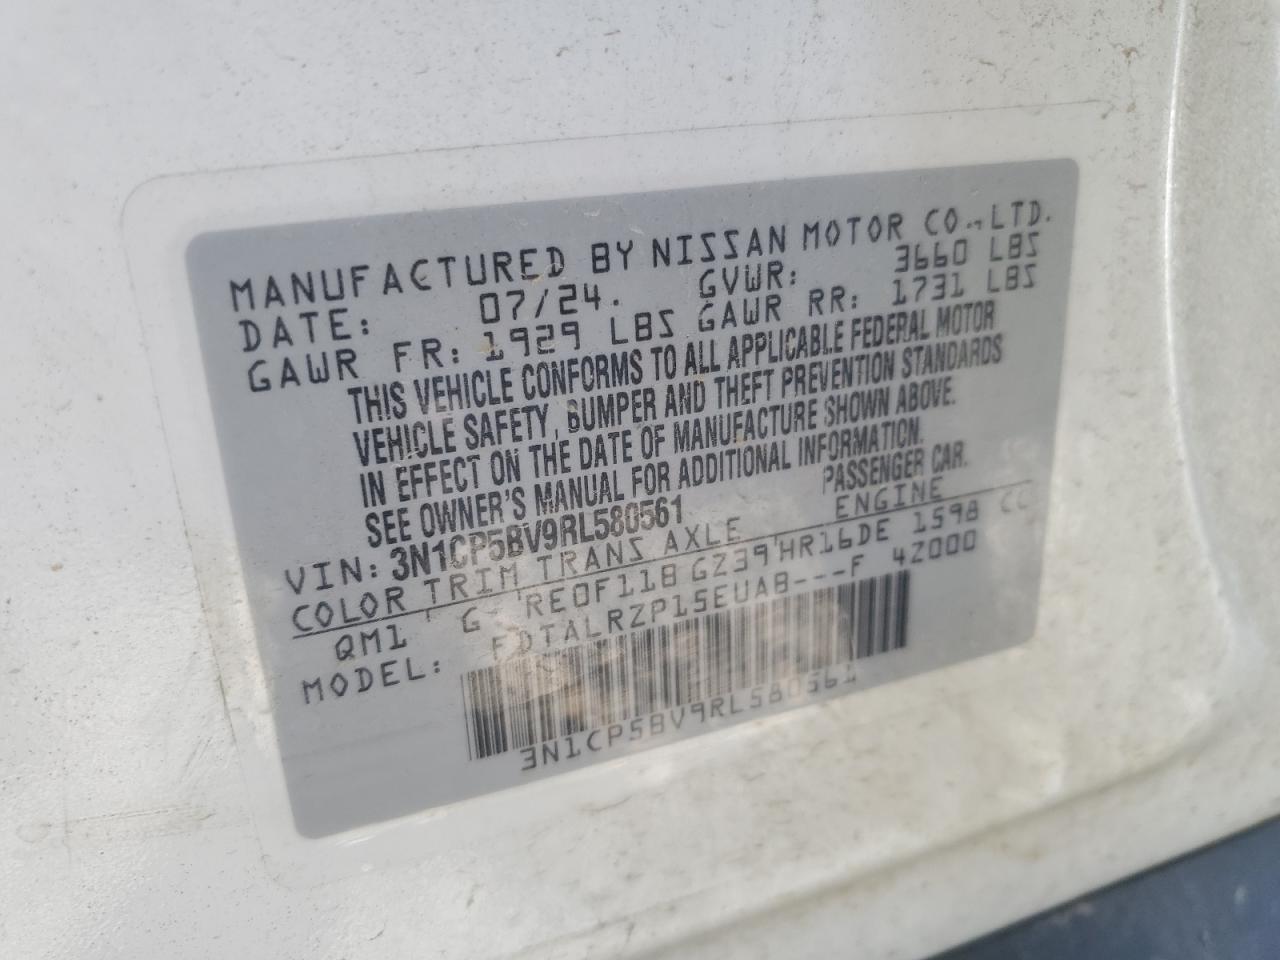 MANUFACTURED BY NISSAN MOTOR CO., LTD.
DATE: 07/24. GVWR: 3660 LBS
GAWR FR: 1929 LBS GAWR RR: 1731 LBS
THIS VEHICLE CONFORMS TO ALL APPLICABLE FEDERAL MOTOR
VEHICLE SAFETY, BUMPER AND THEFT PREVENTION STANDARDS
IN EFFECT ON THE DATE OF MANUFACTURE SHOWN ABOVE.
SEE OWNER'S MANUAL FOR ADDITIONAL INFORMATION.
VIN: 3N1CP5BV9RL580561 PASSENGER CAR.
COLOR TRIM TRANS AXLE ENGINE
QM1 G RE0F11B GZ39 HR16DE 1598 CC
MODEL: FDTALRZP15EUAB---F 42000
3N1CP5BV9RL580561